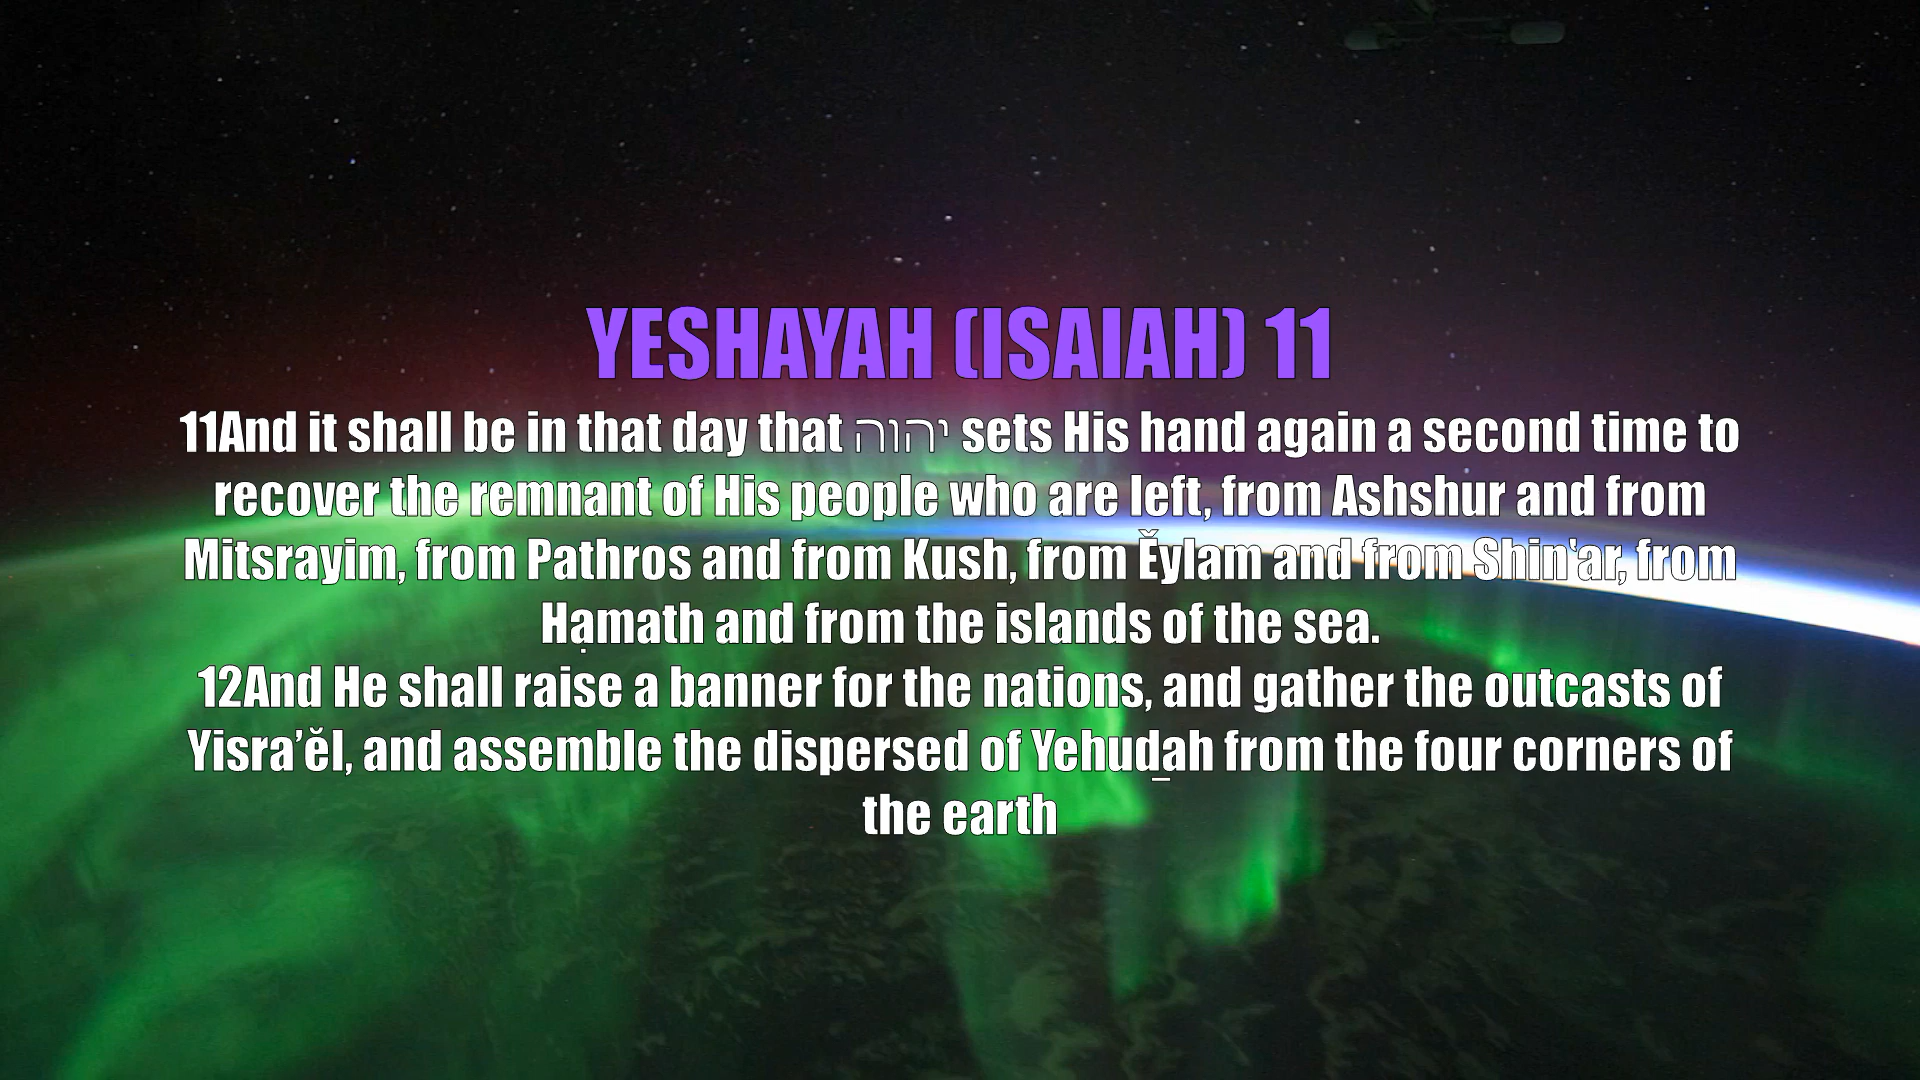 YESHAYAH (ISAIAH) 11
11And it shall be in that day that יהוה sets His hand again a second time to
recover the remnant of His people who are left, from Ashshur and from
Mitsrayim, from Pathros and from Kush, from Ěylam and from Shin‛ar, from
Hạmath and from the islands of the sea.
12And He shall raise a banner for the nations, and gather the outcasts of
Yisra’ĕl, and assemble the dispersed of Yehuḏah from the four corners of
the earth